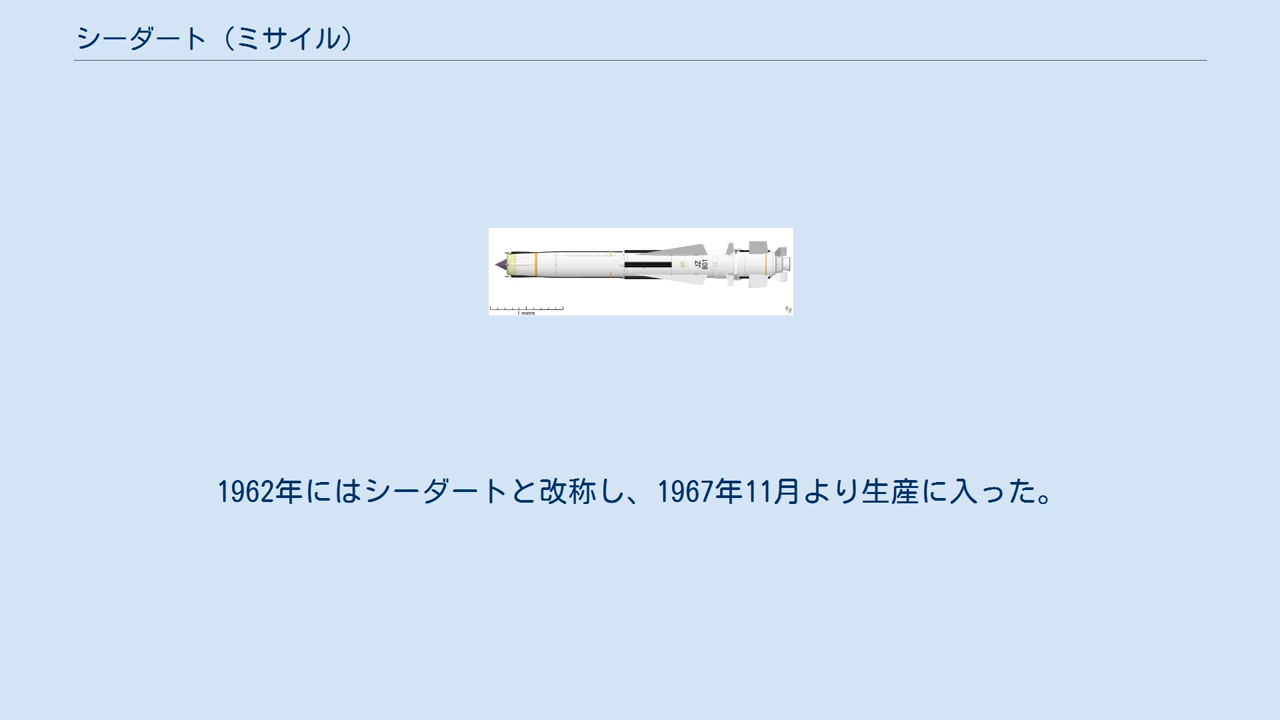 シーダート（ミサイル）
1 metre
1962年にはシーダートと改称し、1967年11月より生産に入った。